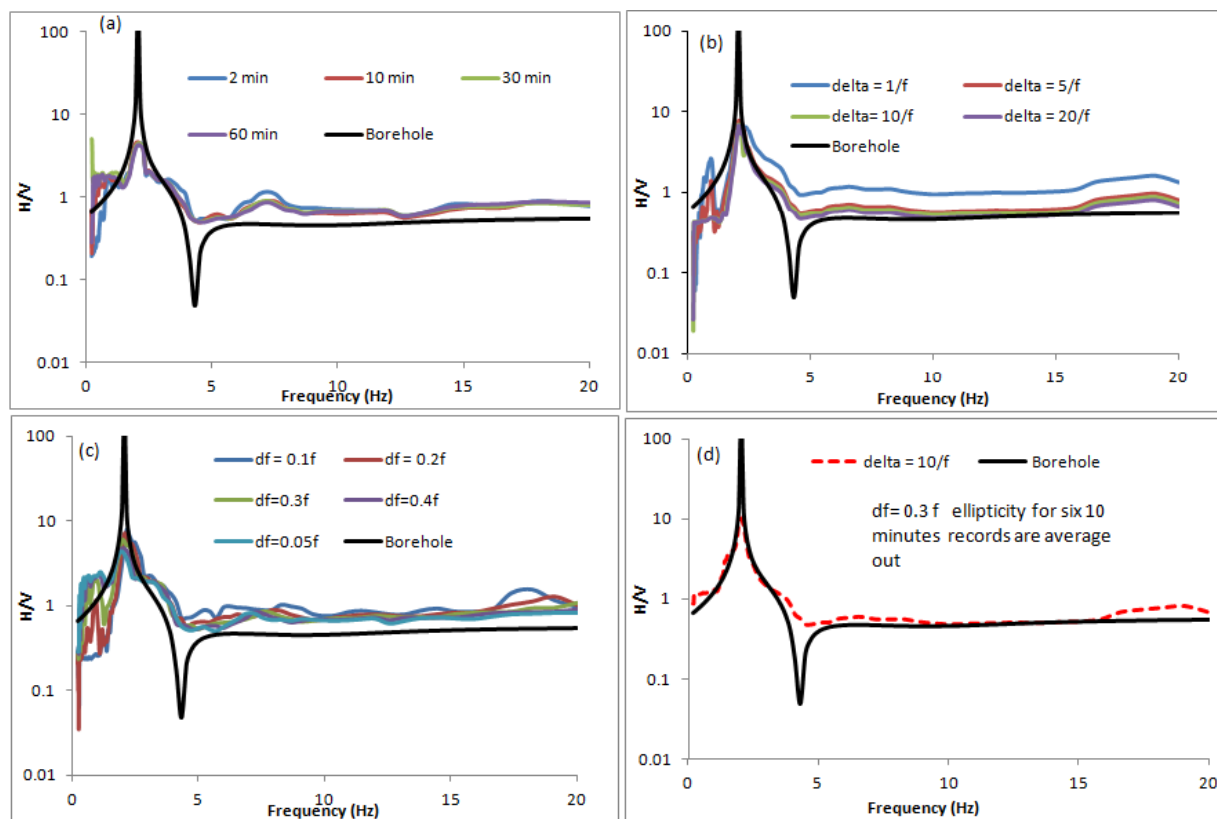 (a)
100
10
1
0.1
0.01
H/V
2 min
10 min
30 min
60 min
Borehole
0
5
10
15
20
Frequency (Hz)
(b)
100
10
1
0.1
0.01
H/V
delta = 1/f
delta = 5/f
delta= 10/f
delta = 20/f
Borehole
0
5
10
15
20
Frequency (Hz)
(c)
100
10
1
0.1
0.01
H/V
df = 0.1f
df = 0.2f
df=0.3f
df=0.4f
df=0.05f
Borehole
0
5
10
15
20
Frequency (Hz)
(d)
100
10
1
0.1
0.01
H/V
delta = 10/f
Borehole
df= 0.3 f ellipticity for six 10
minutes records are average
out
0
5
10
15
20
Frequency (Hz)